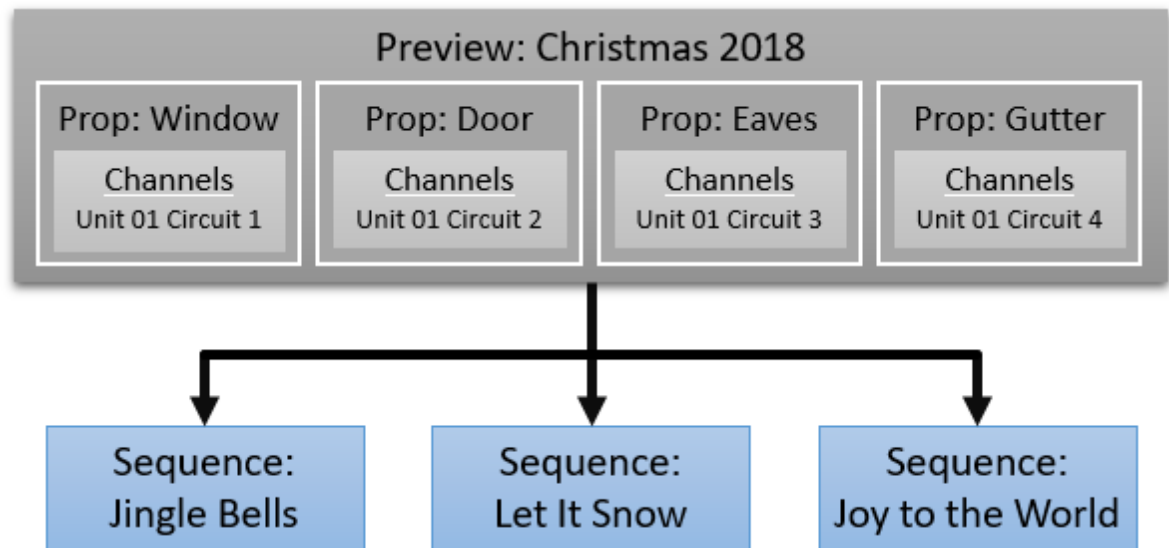 Preview: Christmas 2018
Prop: Window
Channels
Unit 01 Circuit 1
Prop: Door
Channels
Unit 01 Circuit 2
Prop: Eaves
Channels
Unit 01 Circuit 3
Prop: Gutter
Channels
Unit 01 Circuit 4
Sequence:
Jingle Bells
Sequence:
Let It Snow
Sequence:
Joy to the World